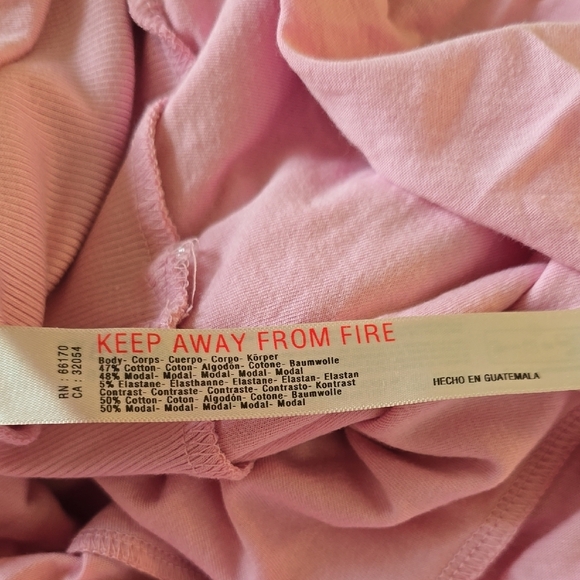 RN : 66170
CA : 32054
KEEP AWAY FROM FIRE
Body- Corps- Cuerpo- Corpo- Körper
47% Cotton- Coton- Algodón- Cotone- Baumwolle
48% Modal- Modal- Modal- Modal- Modal
5% Elastane- Elasthanne- Elastane- Elastan- Elastan
Contrast- Contraste- Contraste- Contrasto- Kontrast
50% Cotton- Coton- Algodón- Cotone- Baumwolle
50% Modal- Modal- Modal- Modal- Modal
HECHO EN GUATEMALA